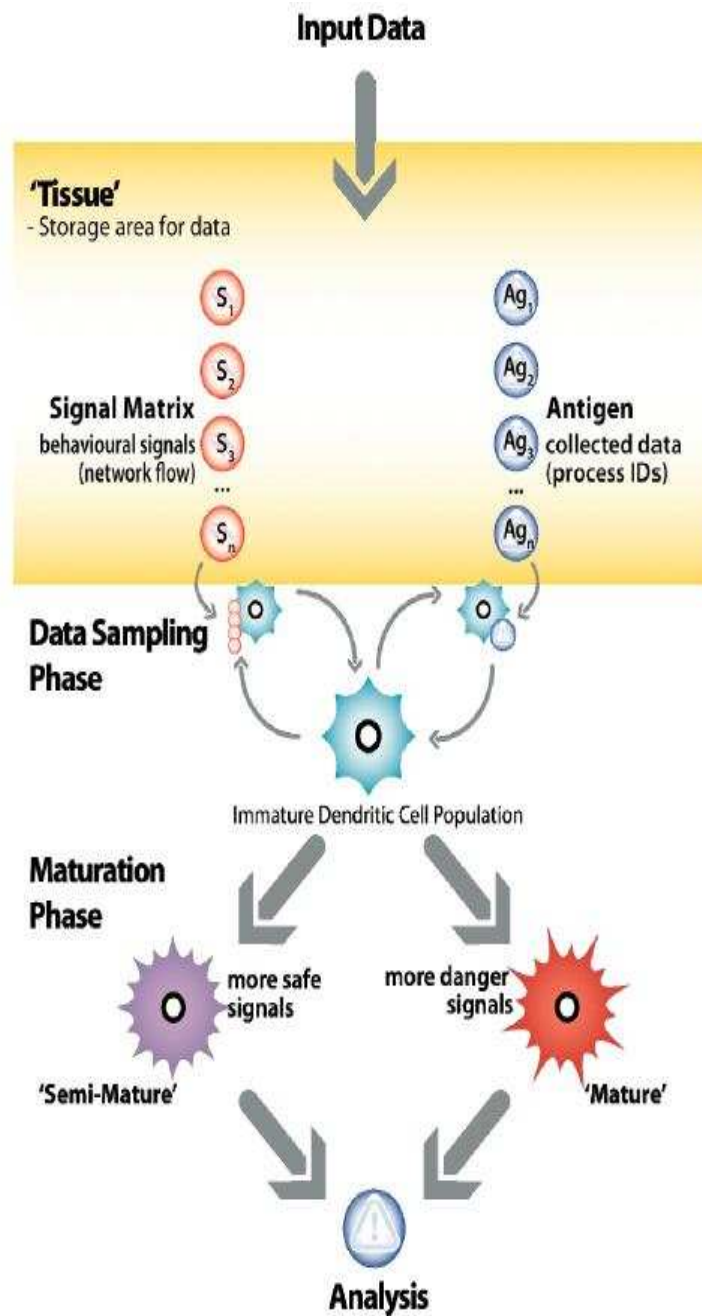 Input Data
'Tissue'
- Storage area for data
S1
Ag1
S2
Ag2
Signal Matrix
behavioural signals
(network flow)
S3
...
Sn
Antigen
collected data
(process IDs)
Ag3
...
Agn
Data Sampling
Phase
Immature Dendritic Cell Population
Maturation
Phase
more safe
signals
more danger
signals
'Semi-Mature'
'Mature'
Analysis